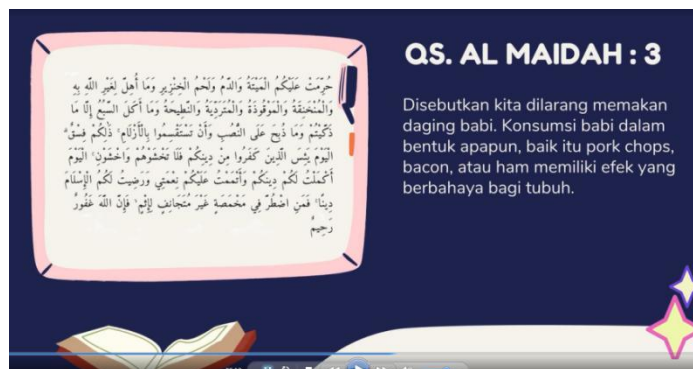 حُرِّمَتْ عَلَيْكُمُ الْمَيْتَةُ وَالدَّمُ وَلَحْمُ الْخِنْزِيرِ وَمَا أُهِلَّ لِغَيْرِ اللَّهِ بِهِ
وَالْمُنْخَنِقَةُ وَالْمَوْقُوذَةُ وَالْمُتَرَدِّيَةُ وَالنَّطِيحَةُ وَمَا أَكَلَ السَّبُعُ إِلَّا مَا
ذَكَّيْتُمْ وَمَا ذُبِحَ عَلَى النُّصُبِ وَأَنْ تَسْتَقْسِمُوا بِالْأَزْلَامِ ۚ ذَٰلِكُمْ فِسْقٌ ۗ
الْيَوْمَ يَئِسَ الَّذِينَ كَفَرُوا مِنْ دِينِكُمْ فَلَا تَخْشَوْهُمْ وَاخْشَوْنِ ۚ الْيَوْمَ
أَكْمَلْتُ لَكُمْ دِينَكُمْ وَأَتْمَمْتُ عَلَيْكُمْ نِعْمَتِي وَرَضِيتُ لَكُمُ الْإِسْلَامَ
دِينًا ۚ فَمَنِ اضْطُرَّ فِي مَخْمَصَةٍ غَيْرَ مُتَجَانِفٍ لِإِثْمٍ ۙ فَإِنَّ اللَّهَ غَفُورٌ
رَحِيمٌ
QS. AL MAIDAH : 3
Disebutkan kita dilarang memakan
daging babi. Konsumsi babi dalam
bentuk apapun, baik itu pork chops,
bacon, atau ham memiliki efek yang
berbahaya bagi tubuh.